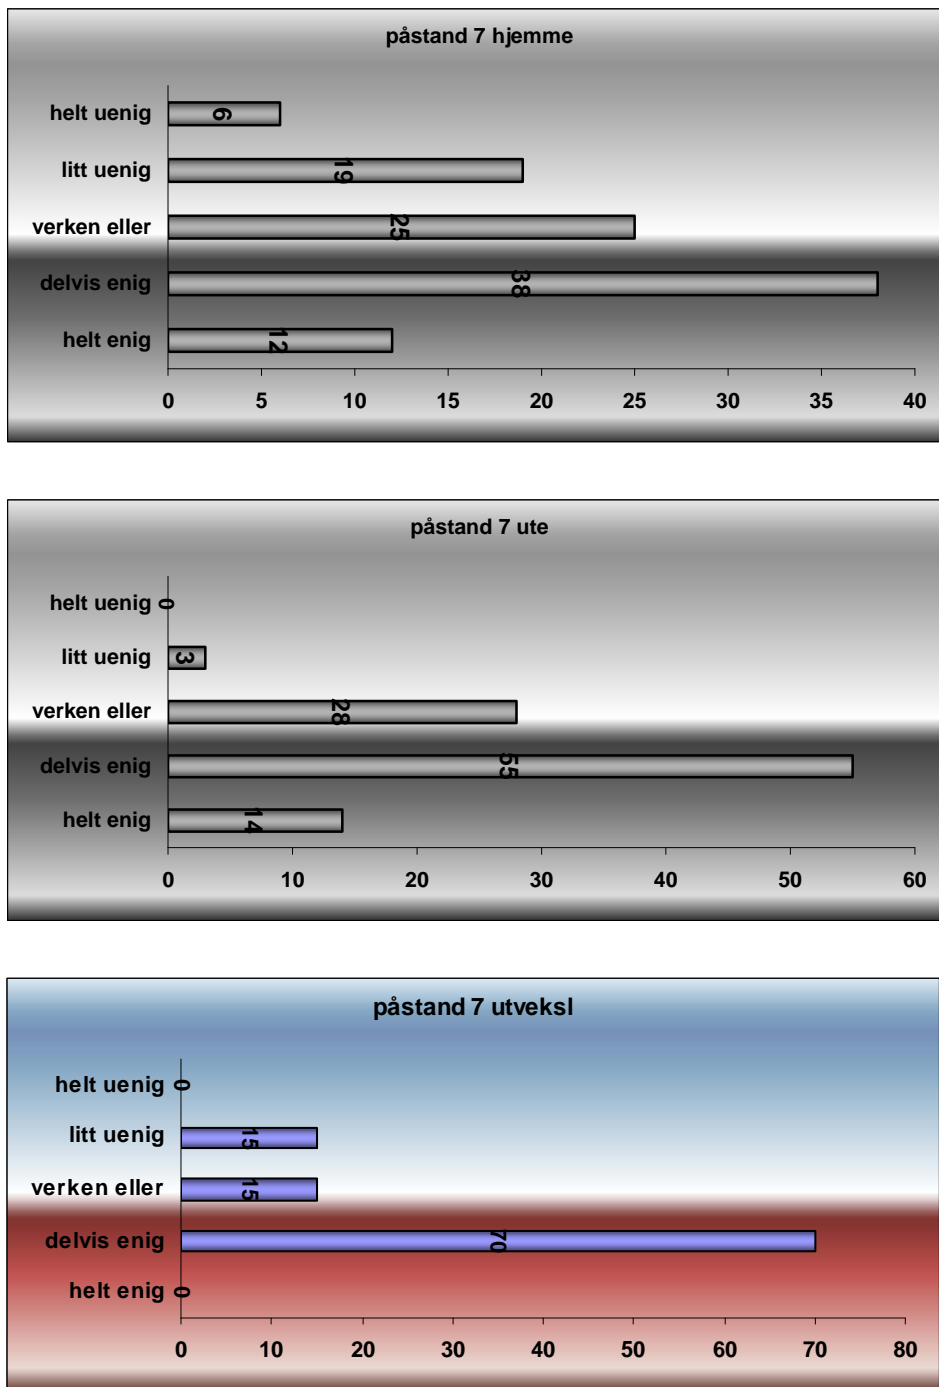 påstand 7 hjemme
helt uenig 6
litt uenig 19
verken eller 25
delvis enig 38
helt enig 12
0 5 10 15 20 25 30 35 40
påstand 7 ute
helt uenig 0
litt uenig 3
verken eller 28
delvis enig 55
helt enig 14
0 10 20 30 40 50 60
påstand 7 utveksl
helt uenig 0
litt uenig 15
verken eller 15
delvis enig 70
helt enig 0
0 10 20 30 40 50 60 70 80